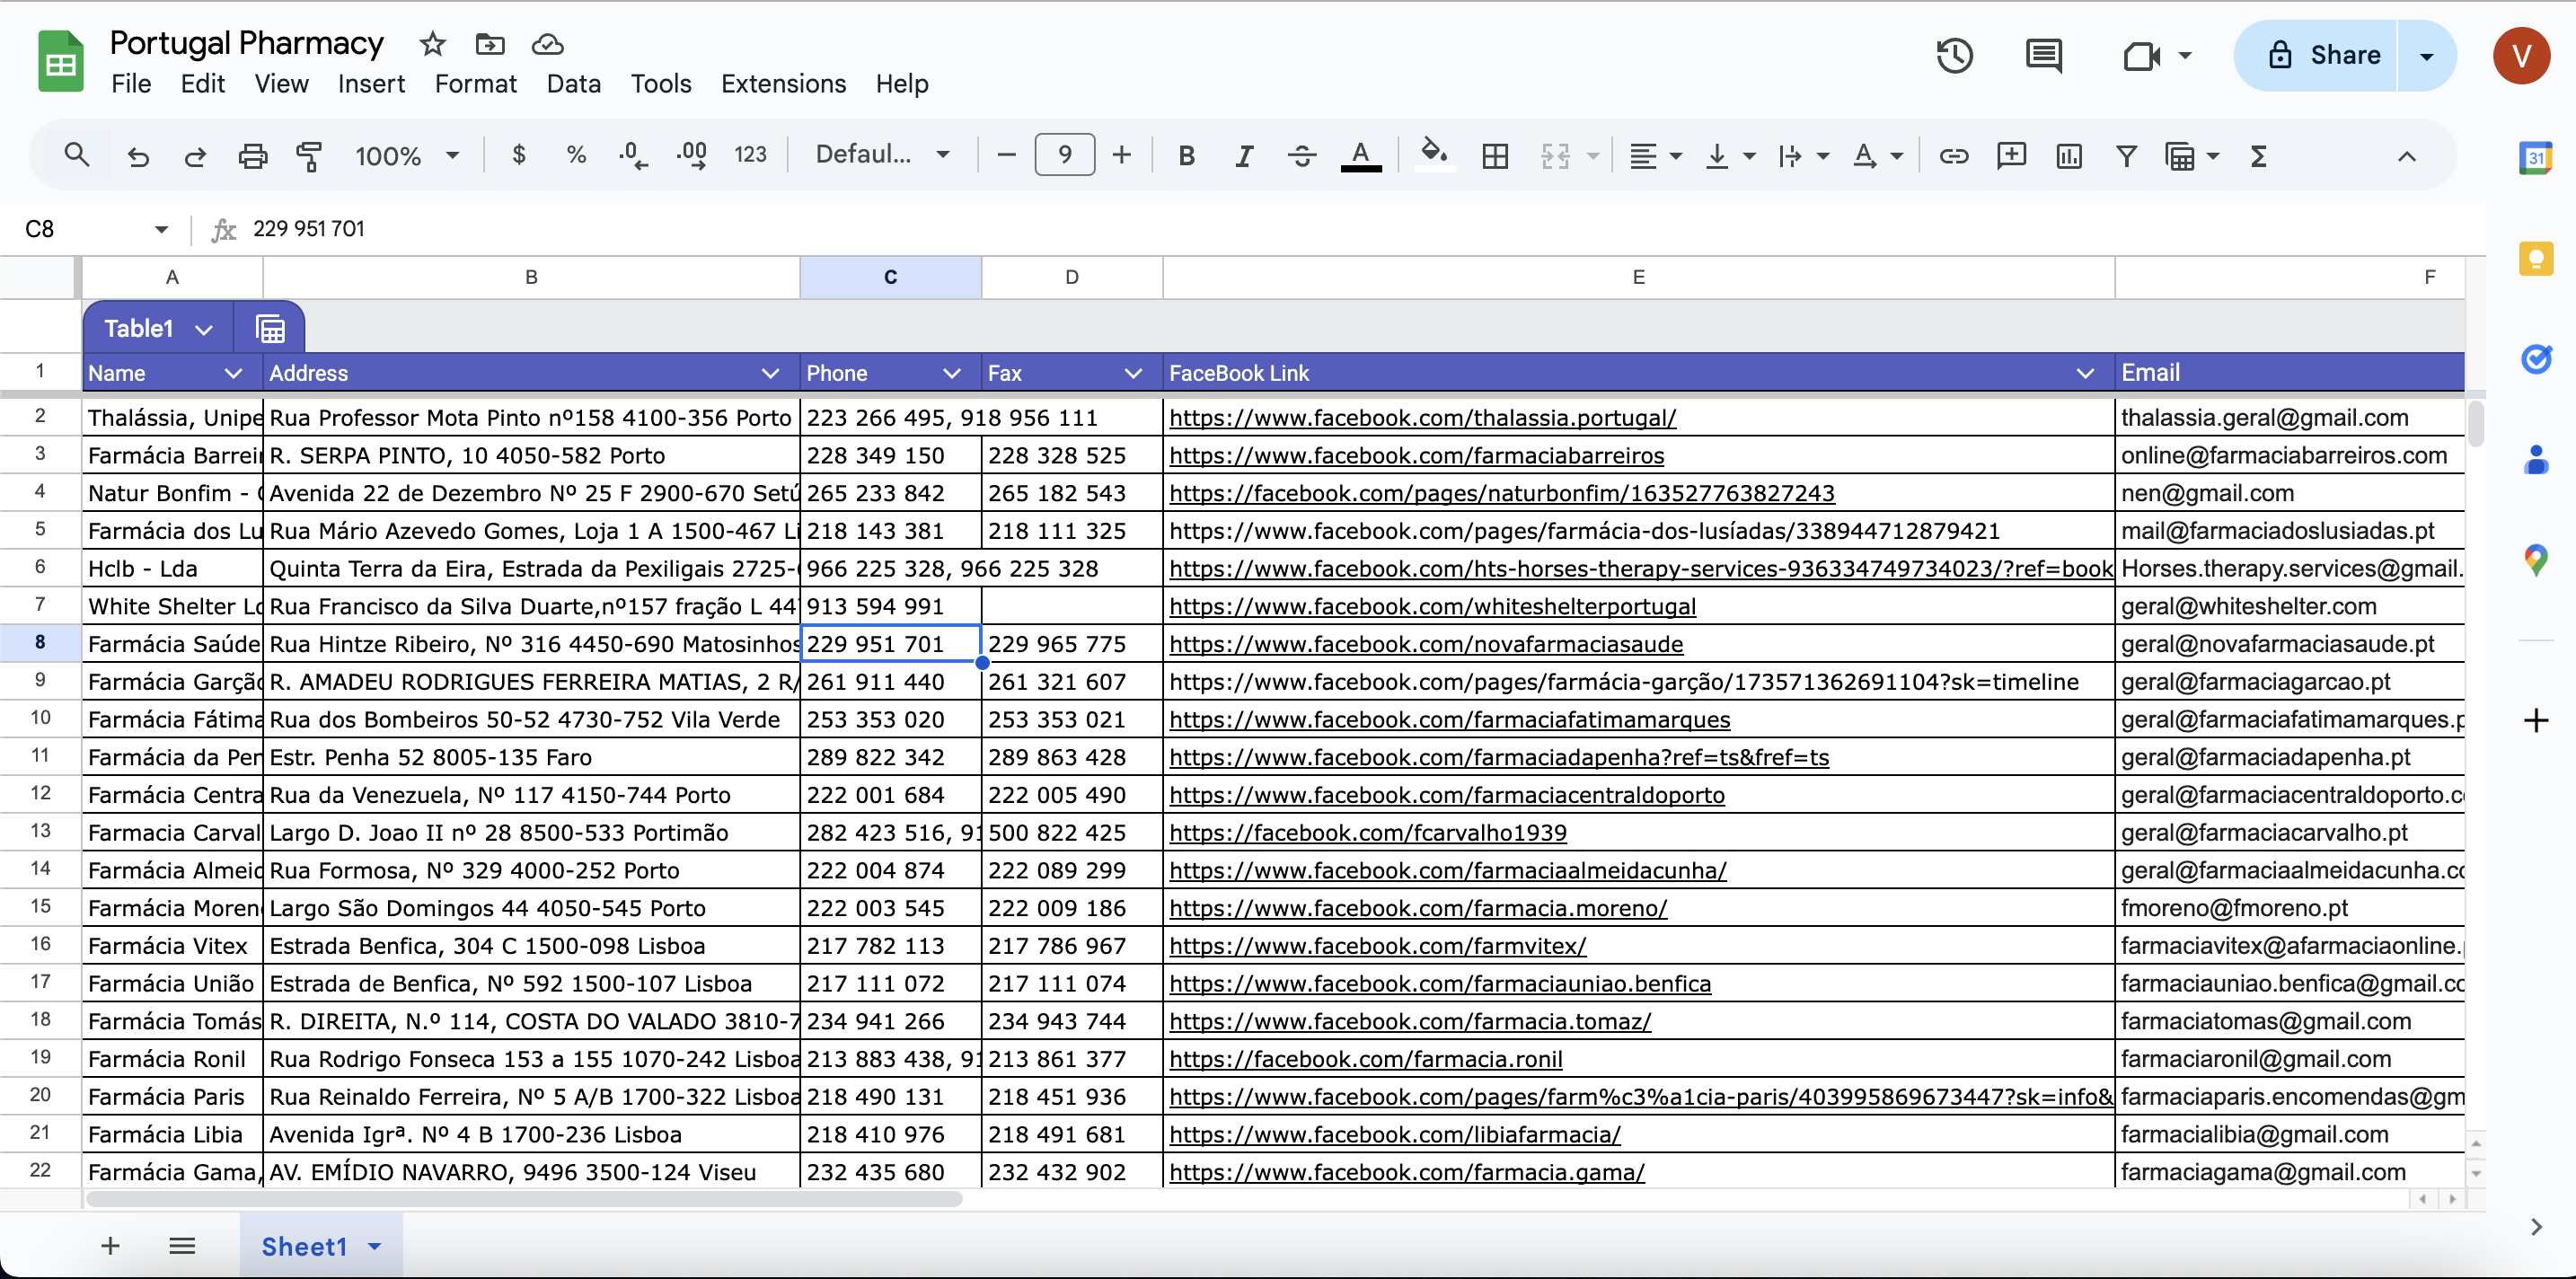 Portugal Pharmacy
File Edit View Insert Format Data Tools Extensions Help
Share
V
100% $ % .0 .00 123 Defaul... 9 B I A A Σ
31
C8 fx 229 951 701
A B C D E F
Table1
1 Name Address Phone Fax FaceBook Link Email
2 Thalássia, Unipe Rua Professor Mota Pinto nº158 4100-356 Porto 223 266 495, 918 956 111 https://www.facebook.com/thalassia.portugal/ thalassia.geral@gmail.com
3 Farmácia Barreir R. SERPA PINTO, 10 4050-582 Porto 228 349 150 228 328 525 https://www.facebook.com/farmaciabarreiros online@farmaciabarreiros.com
4 Natur Bonfim - Avenida 22 de Dezembro Nº 25 F 2900-670 Setú 265 233 842 265 182 543 https://facebook.com/pages/naturbonfim/163527763827243 nen@gmail.com
5 Farmácia dos Lu Rua Mário Azevedo Gomes, Loja 1 A 1500-467 Li 218 143 381 218 111 325 https://www.facebook.com/pages/farmácia-dos-lusíadas/338944712879421 mail@farmaciadoslusiadas.pt
6 Hclb - Lda Quinta Terra da Eira, Estrada da Pexiligais 2725- 966 225 328, 966 225 328 https://www.facebook.com/hts-horses-therapy-services-936334749734023/?ref=book Horses.therapy.services@gmail.
7 White Shelter Lo Rua Francisco da Silva Duarte,nº157 fração L 44 913 594 991 https://www.facebook.com/whiteshelterportugal geral@whiteshelter.com
8 Farmácia Saúde Rua Hintze Ribeiro, Nº 316 4450-690 Matosinhos 229 951 701 229 965 775 https://www.facebook.com/novafarmaciasaude geral@novafarmaciasaude.pt
9 Farmácia Garção R. AMADEU RODRIGUES FERREIRA MATIAS, 2 R/ 261 911 440 261 321 607 https://www.facebook.com/pages/farmácia-garção/173571362691104?sk=timeline geral@farmaciagarcao.pt
10 Farmácia Fátima Rua dos Bombeiros 50-52 4730-752 Vila Verde 253 353 020 253 353 021 https://www.facebook.com/farmaciafatimamarques geral@farmaciafatimamarques.p
11 Farmácia da Pen Estr. Penha 52 8005-135 Faro 289 822 342 289 863 428 https://www.facebook.com/farmaciadapenha?ref=ts&fref=ts geral@farmaciadapenha.pt
12 Farmácia Centra Rua da Venezuela, Nº 117 4150-744 Porto 222 001 684 222 005 490 https://www.facebook.com/farmaciacentraldoporto geral@farmaciacentraldoporto.c
13 Farmacia Carval Largo D. Joao II nº 28 8500-533 Portimão 282 423 516, 91 500 822 425 https://facebook.com/fcarvalho1939 geral@farmaciacarvalho.pt
14 Farmácia Almeid Rua Formosa, Nº 329 4000-252 Porto 222 004 874 222 089 299 https://www.facebook.com/farmaciaalmeidacunha/ geral@farmaciaalmeidacunha.co
15 Farmácia Moreno Largo São Domingos 44 4050-545 Porto 222 003 545 222 009 186 https://www.facebook.com/farmacia.moreno/ fmoreno@fmoreno.pt
16 Farmácia Vitex Estrada Benfica, 304 C 1500-098 Lisboa 217 782 113 217 786 967 https://www.facebook.com/farmvitex/ farmaciavitex@afarmaciaonline.
17 Farmácia União Estrada de Benfica, Nº 592 1500-107 Lisboa 217 111 072 217 111 074 https://www.facebook.com/farmaciauniao.benfica farmaciauniao.benfica@gmail.co
18 Farmácia Tomás R. DIREITA, N.º 114, COSTA DO VALADO 3810-7 234 941 266 234 943 744 https://www.facebook.com/farmacia.tomaz/ farmaciatomas@gmail.com
19 Farmácia Ronil Rua Rodrigo Fonseca 153 a 155 1070-242 Lisboa 213 883 438, 91 213 861 377 https://facebook.com/farmacia.ronil farmaciaronil@gmail.com
20 Farmácia Paris Rua Reinaldo Ferreira, Nº 5 A/B 1700-322 Lisboa 218 490 131 218 451 936 https://www.facebook.com/pages/farm%c3%a1cia-paris/403995869673447?sk=info& farmaciaparis.encomendas@gm
21 Farmácia Libia Avenida Igrª. Nº 4 B 1700-236 Lisboa 218 410 976 218 491 681 https://www.facebook.com/libiafarmacia/ farmacialibia@gmail.com
22 Farmácia Gama, AV. EMÍDIO NAVARRO, 9496 3500-124 Viseu 232 435 680 232 432 902 https://www.facebook.com/farmacia.gama/ farmaciagama@gmail.com
Sheet1